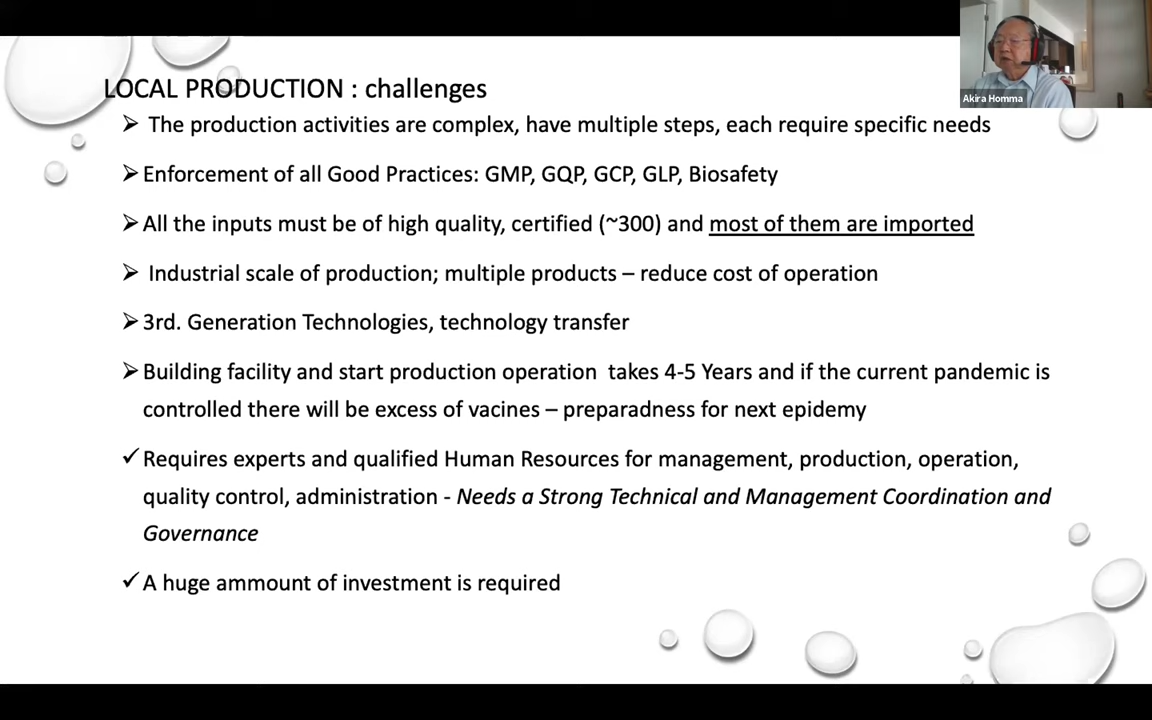 Akira Homma
LOCAL PRODUCTION : challenges
➢ The production activities are complex, have multiple steps, each require specific needs
➢ Enforcement of all Good Practices: GMP, GQP, GCP, GLP, Biosafety
➢ All the inputs must be of high quality, certified (~300) and most of them are imported
➢ Industrial scale of production; multiple products – reduce cost of operation
➢ 3rd. Generation Technologies, technology transfer
➢ Building facility and start production operation takes 4-5 Years and if the current pandemic is
controlled there will be excess of vacines – preparadness for next epidemy
✓ Requires experts and qualified Human Resources for management, production, operation,
quality control, administration - Needs a Strong Technical and Management Coordination and
Governance
✓ A huge ammount of investment is required